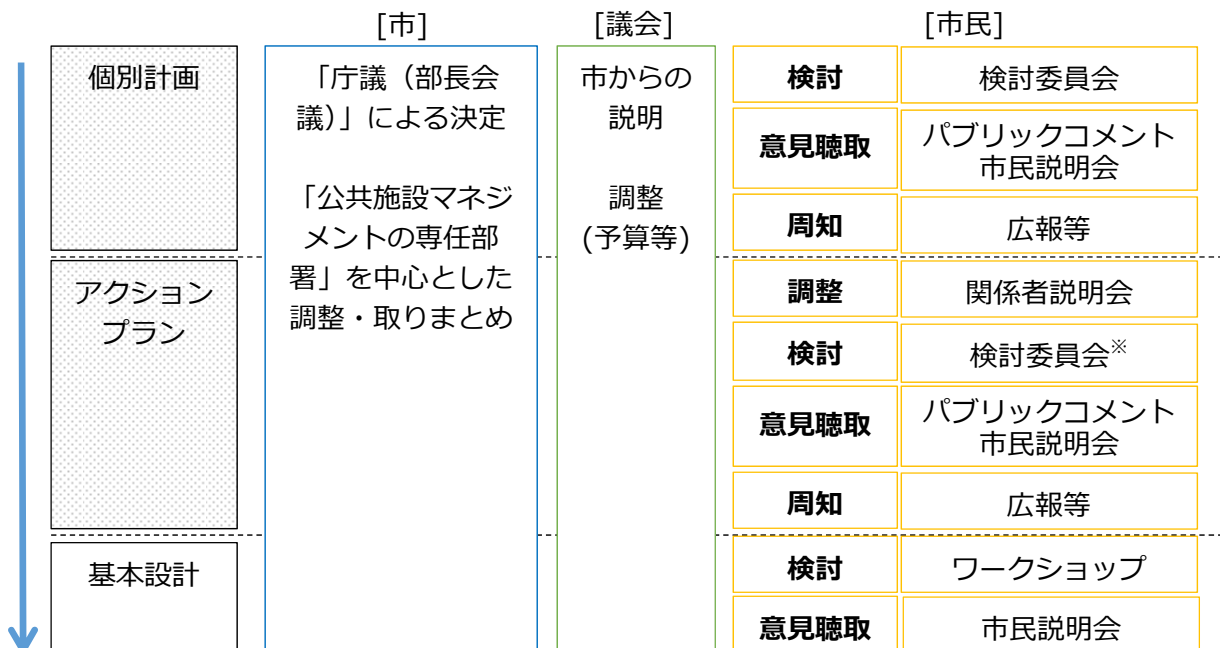 [市]
[議会]
[市民]
個別計画
「庁議（部長会
議）」による決定
「公共施設マネジ
メントの専任部
署」を中心とした
調整・取りまとめ
市からの
説明
調整
(予算等)
検討
検討委員会
意見聴取
パブリックコメント
市民説明会
周知
広報等
アクション
プラン
調整
関係者説明会
検討
検討委員会※
意見聴取
パブリックコメント
市民説明会
周知
広報等
基本設計
検討
ワークショップ
意見聴取
市民説明会